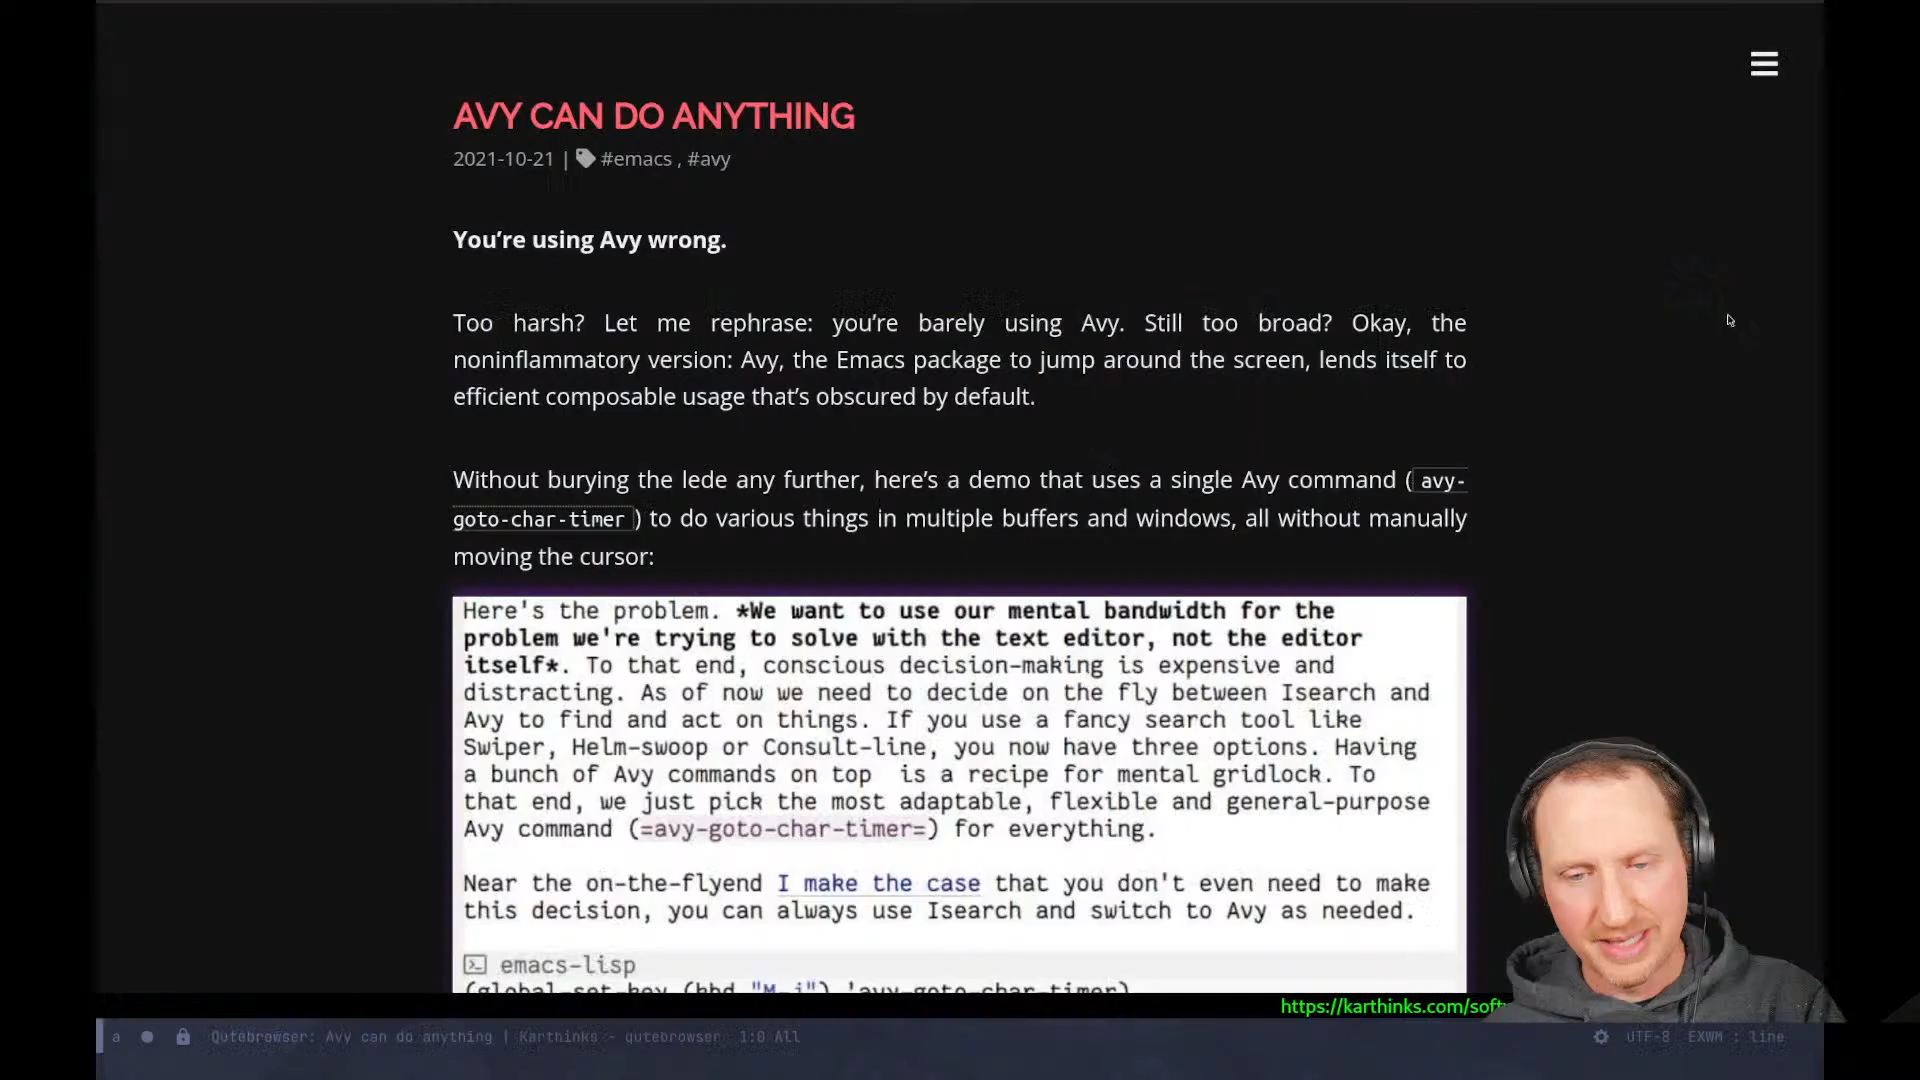 AVY CAN DO ANYTHING
2021-10-21 | #emacs , #avy
You’re using Avy wrong.
Too harsh? Let me rephrase: you’re barely using Avy. Still too broad? Okay, the
noninflammatory version: Avy, the Emacs package to jump around the screen, lends itself to
efficient composable usage that’s obscured by default.
Without burying the lede any further, here’s a demo that uses a single Avy command ( avy-
goto-char-timer ) to do various things in multiple buffers and windows, all without manually
moving the cursor:
Here's the problem. *We want to use our mental bandwidth for the
problem we're trying to solve with the text editor, not the editor
itself*. To that end, conscious decision-making is expensive and
distracting. As of now we need to decide on the fly between Isearch and
Avy to find and act on things. If you use a fancy search tool like
Swiper, Helm-swoop or Consult-line, you now have three options. Having
a bunch of Avy commands on top  is a recipe for mental gridlock. To
that end, we just pick the most adaptable, flexible and general-purpose
Avy command (=avy-goto-char-timer=) for everything.
Near the on-the-flyend I make the case that you don't even need to make
this decision, you can always use Isearch and switch to Avy as needed.
emacs-lisp
(global-set-key (kbd "M-j") 'avy-goto-char-timer)
https://karthinks.com/soft
a Qutebrowser: Avy can do anything | Karthinks - qutebrowser 1:0 All UTF-8 EXWM : line